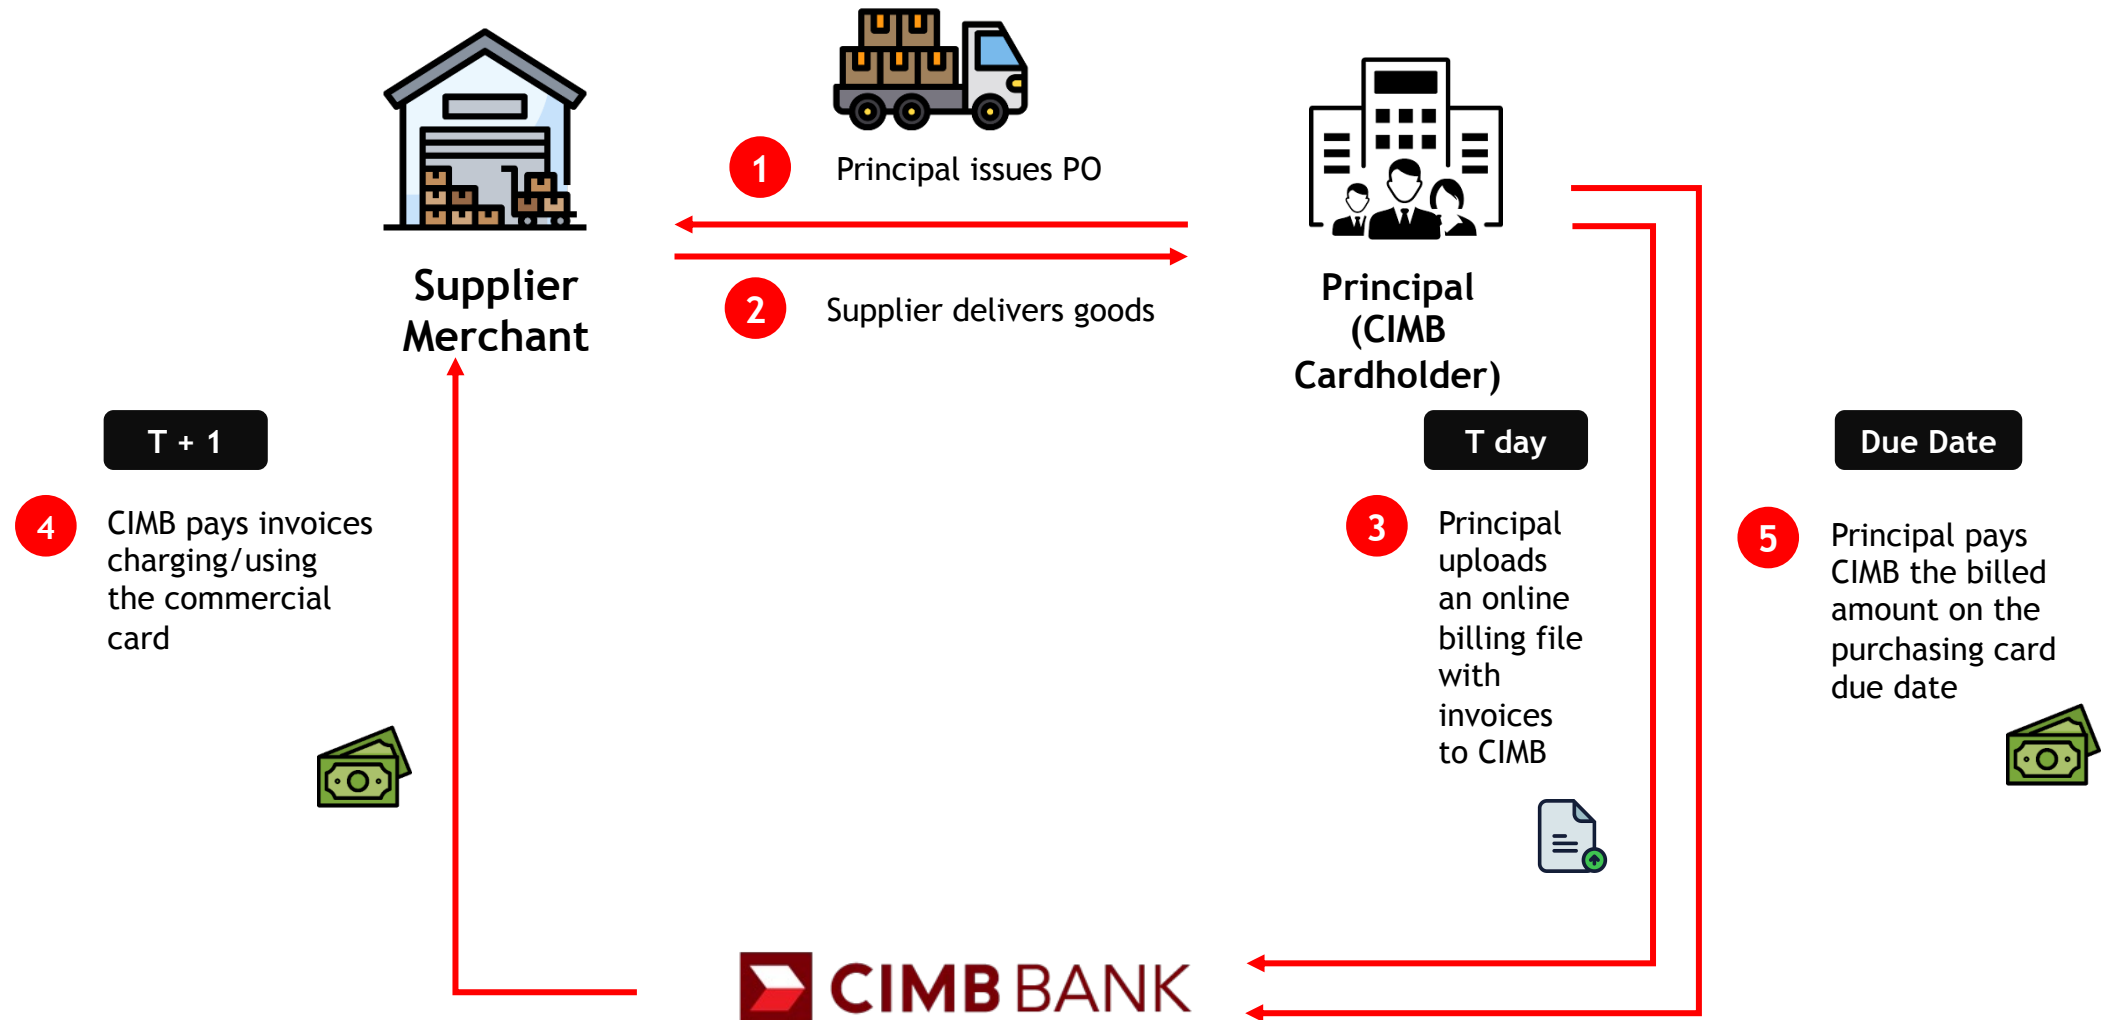 1
Principal issues PO
2
Supplier delivers goods
Supplier
Merchant
Principal
(CIMB
Cardholder)
T + 1
4
CIMB pays invoices
charging/using
the commercial
card
T day
3
Principal
uploads
an online
billing file
with
invoices
to CIMB
Due Date
5
Principal pays
CIMB the billed
amount on the
purchasing card
due date
CIMB BANK